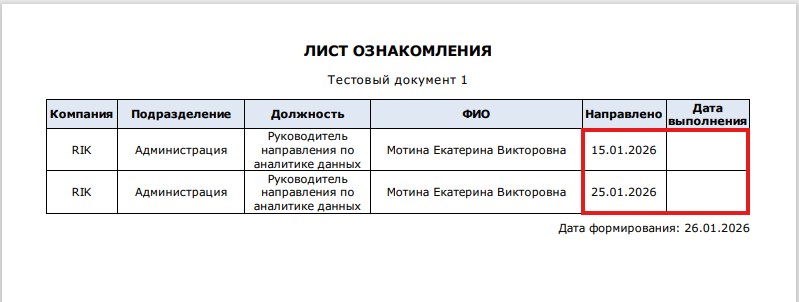 ЛИСТ ОЗНАКОМЛЕНИЯ
Тестовый документ 1
Компания Подразделение Должность ФИО Направлено Дата выполнения
RIK Администрация Руководитель направления по аналитике данных Мотина Екатерина Викторовна 15.01.2026
RIK Администрация Руководитель направления по аналитике данных Мотина Екатерина Викторовна 25.01.2026
Дата формирования: 26.01.2026